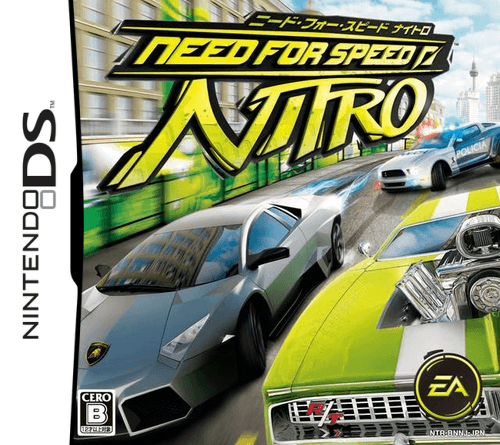 ニード・フォー・スピード ナイトロ
NEED FOR SPEED
NITRO
NINTENDO DS™
POLICIA
R/T
EA
CERO
B
NTR-BNNJ-JPN